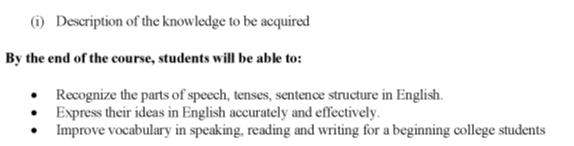 (i) Description of the knowledge to be acquired
By the end of the course, students will be able to:
• Recognize the parts of speech, tenses, sentence structure in English.
• Express their ideas in English accurately and effectively.
• Improve vocabulary in speaking, reading and writing for a beginning college students